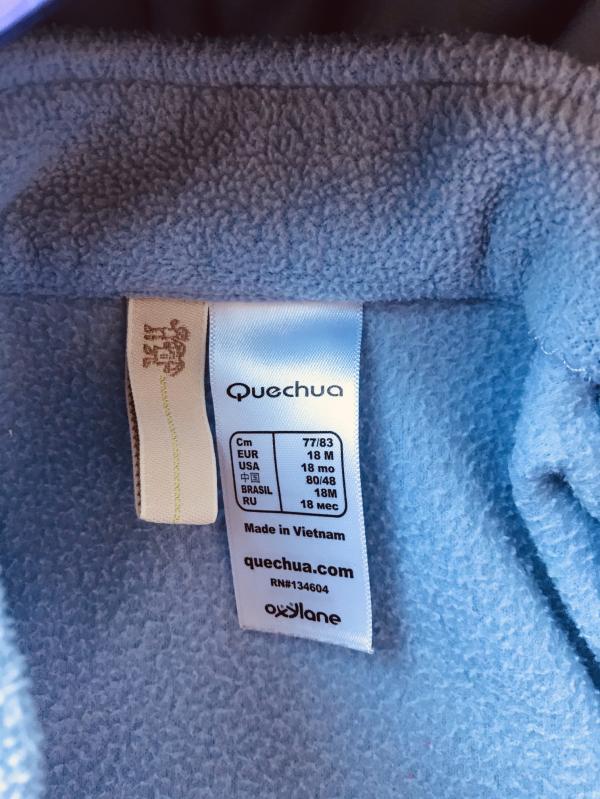 Quechua
Cm 77/83
EUR 18 M
USA 18 mo
中国 80/48
BRASIL 18M
RU 18 мес
Made in Vietnam
quechua.com
RN#134604
oxylane